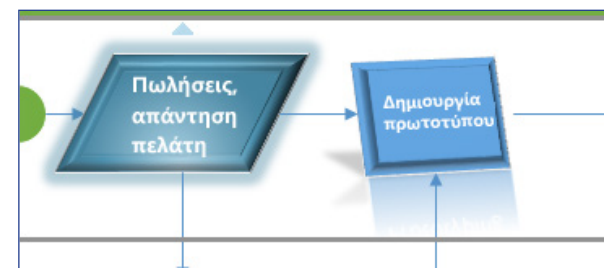 Πωλήσεις,
απάντηση
πελάτη
Δημιουργία
πρωτοτύπου